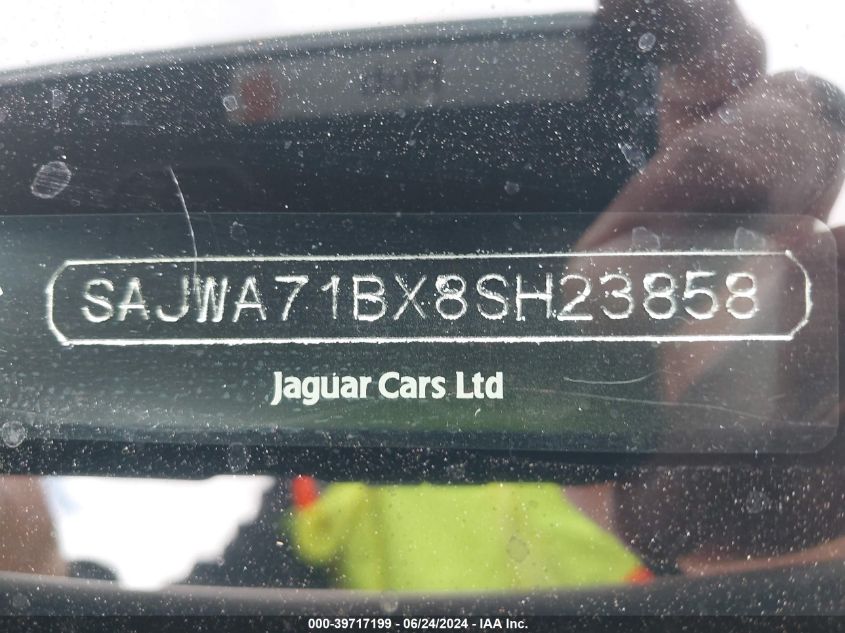 SAJWA71BX8SH23858
Jaguar Cars Ltd
000-39717199 • 06/24/2024 - IAA Inc.